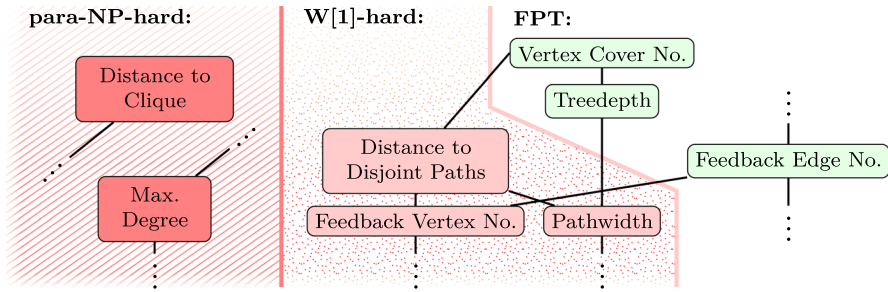 para-NP-hard:
W[1]-hard:
FPT:
Distance to
Clique
Vertex Cover No.
Treedepth
Distance to
Disjoint Paths
Feedback Edge No.
Max.
Degree
Feedback Vertex No.
Pathwidth